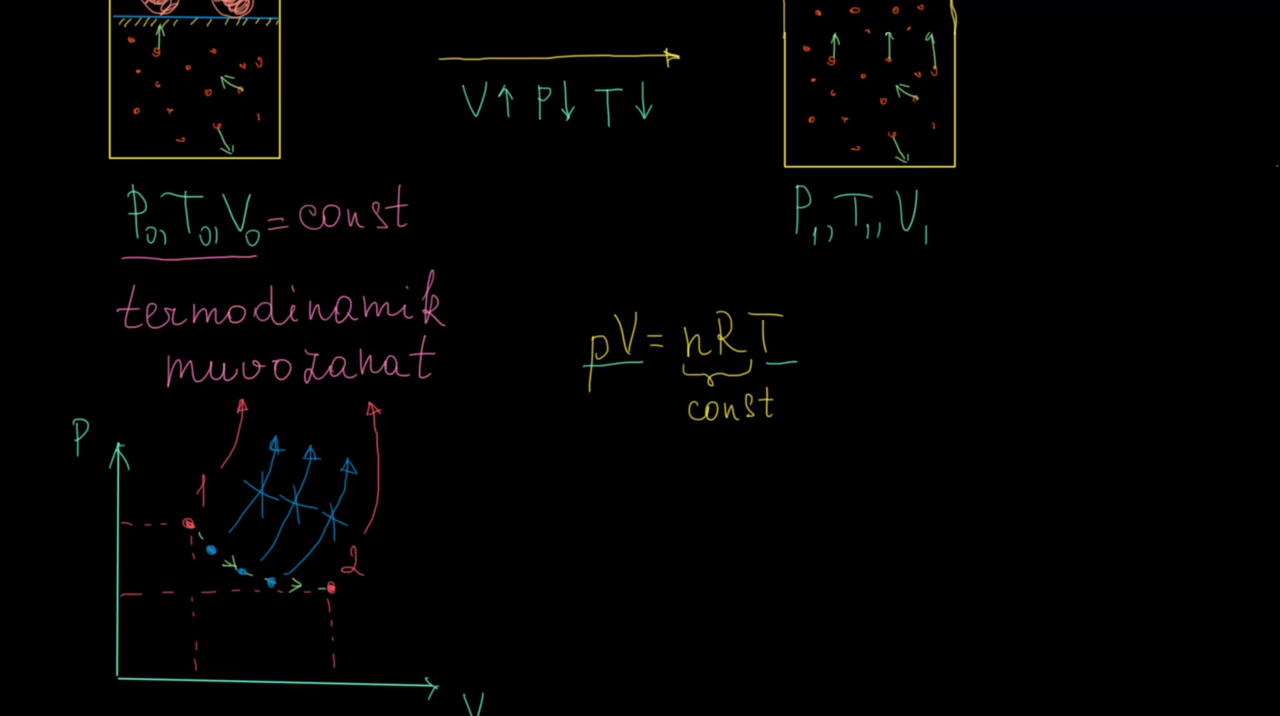 V↑ P↓ T↓
P₀, T₀, V₀ = const
P₁, T₁, V₁
termodinamik
muvozanat
pV = nRT
const
P
1
2
V